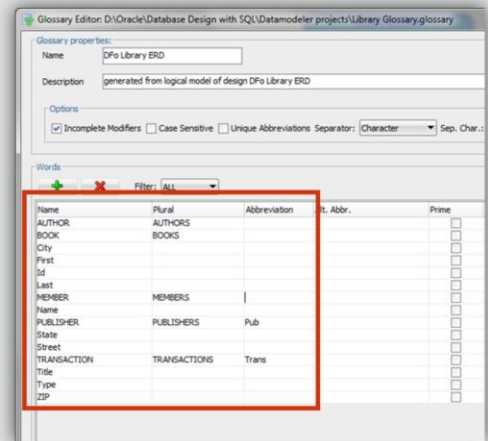 Glossary Editor: D:\Oracle\Database Design with SQL\Datamodeler projects\Library Glossary.glossary
Glossary properties:
Name DFo Library ERD
Description generated from logical model of design DFo Library ERD
Options
Incomplete Modifiers Case Sensitive Unique Abbreviations Separator: Character Sep. Char.:
Words
Filter: ALL
Name Plural Abbreviation Alt. Abbr. Prime
AUTHOR AUTHORS
BOOK BOOKS
City
First
Id
Last
MEMBER MEMBERS
Name
PUBLISHER PUBLISHERS Pub
State
Street
TRANSACTION TRANSACTIONS Trans
Title
Type
ZIP